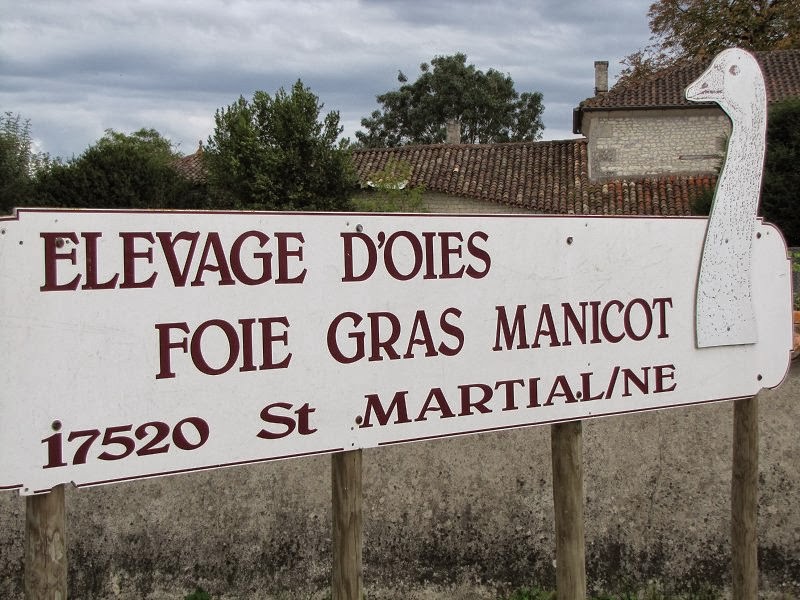 ELEVAGE D'OIES
FOIE GRAS MANICOT
17520 St MARTIAL/NE